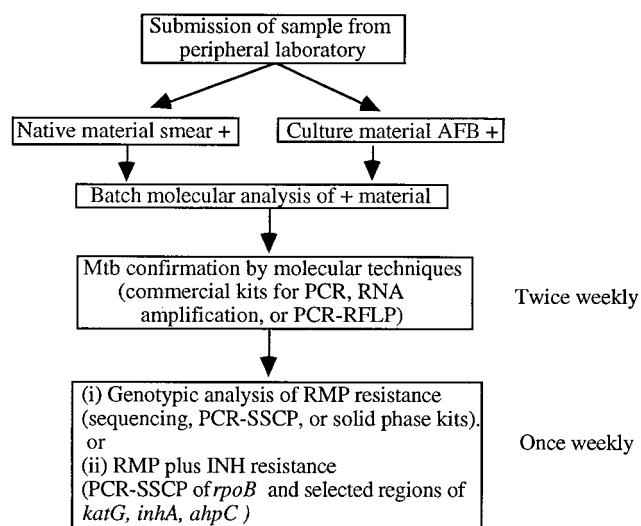 Submission of sample from
peripheral laboratory
Native material smear +
Culture material AFB +
Batch molecular analysis of + material
Mtb confirmation by molecular techniques
(commercial kits for PCR, RNA
amplification, or PCR-RFLP)
Twice weekly
(i) Genotypic analysis of RMP resistance
(sequencing, PCR-SSCP, or solid phase kits).
or
(ii) RMP plus INH resistance
(PCR-SSCP of rpoB and selected regions of
katG, inhA, ahpC )
Once weekly